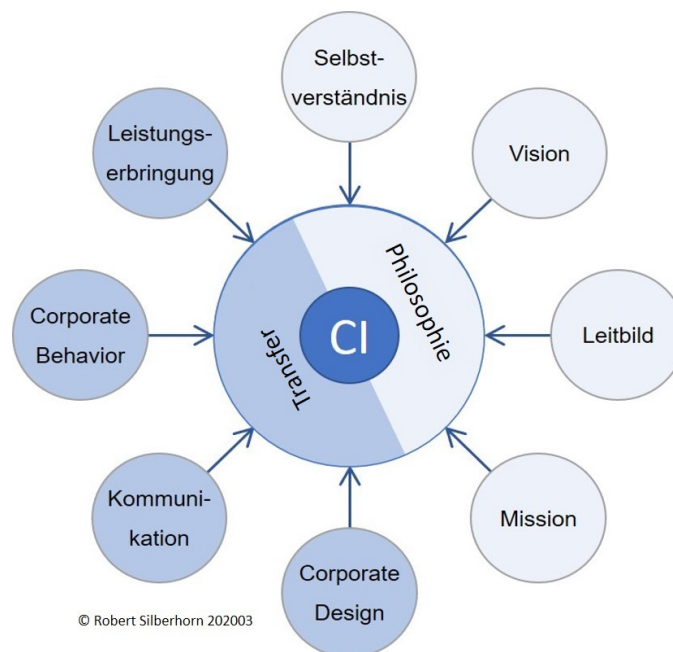 Selbst-
verständnis
Vision
Leitbild
Mission
Corporate
Design
Kommuni-
kation
Corporate
Behavior
Leistungs-
erbringung
Philosophie
CI
Transfer
© Robert Silberhorn 202003